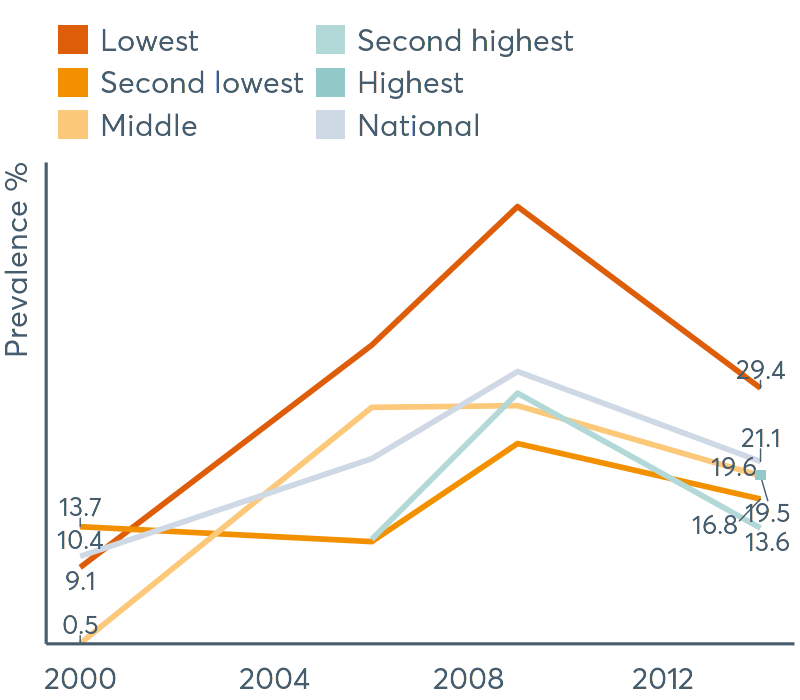 Lowest
Second highest
Second lowest
Highest
Middle
National
Prevalence %
29.4
21.1
19.6
13.7
19.5
16.8
10.4
13.6
9.1
0.5
2000 2004 2008 2012